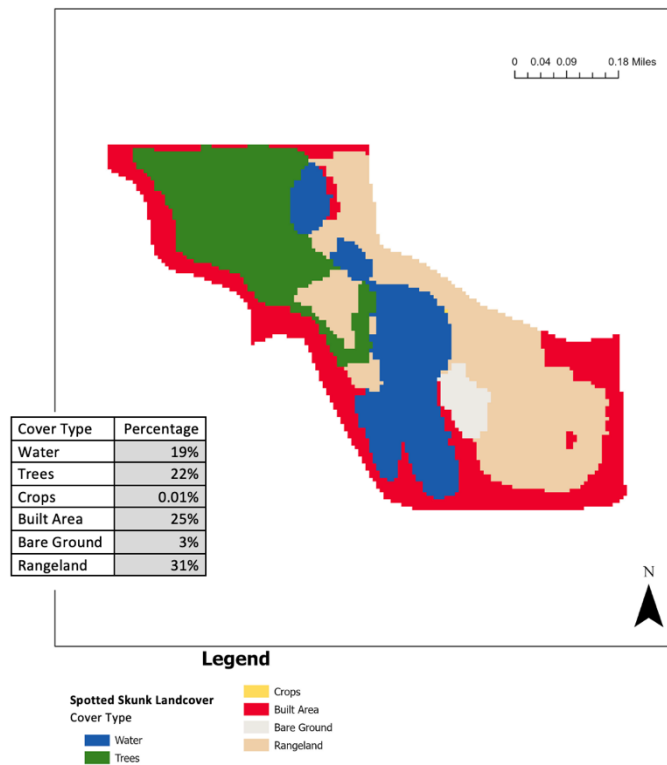 0 0.04 0.09 0.18 Miles
Cover Type Percentage
Water 19%
Trees 22%
Crops 0.01%
Built Area 25%
Bare Ground 3%
Rangeland 31%
N
Legend
Spotted Skunk Landcover
Cover Type
Water
Trees
Crops
Built Area
Bare Ground
Rangeland